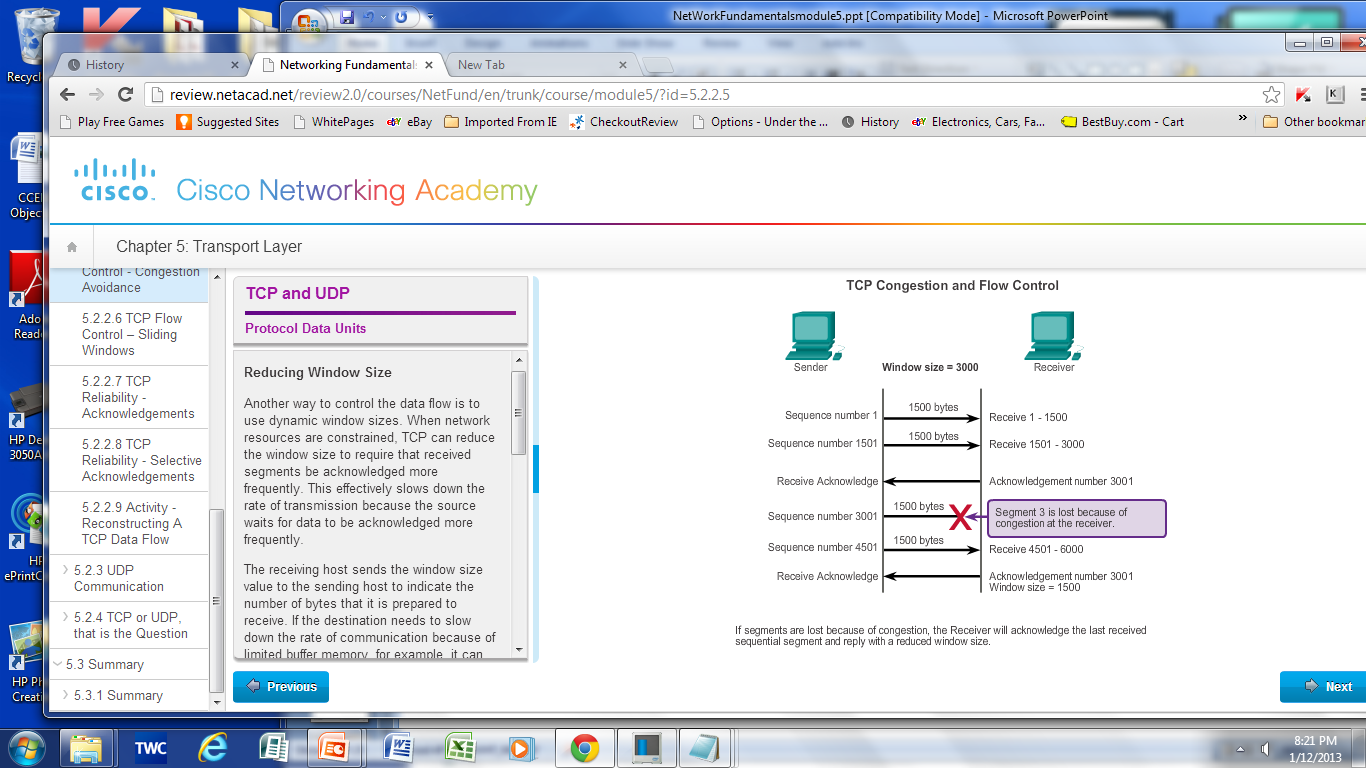 NetWorkFundamentalsmodule5.ppt [Compatibility Mode] - Microsoft PowerPoint
Recycl
History
Networking Fundamental
New Tab
review.netacad.net/review2.0/courses/NetFund/en/trunk/course/module5/?id=5.2.2.5
Play Free Games
Suggested Sites
WhitePages
eBay
Imported From IE
CheckoutReview
Options - Under the ...
History
Electronics, Cars, Fa...
BestBuy.com - Cart
»
Other bookmar
CCE
Objec
Ado
Read
HP De
3050A
HP
ePrintC
HP Ph
Creati
CISCO
Cisco Networking Academy
Chapter 5: Transport Layer
Control - Congestion
Avoidance
5.2.2.6 TCP Flow
Control – Sliding
Windows
5.2.2.7 TCP
Reliability -
Acknowledgements
5.2.2.8 TCP
Reliability - Selective
Acknowledgements
5.2.2.9 Activity -
Reconstructing A
TCP Data Flow
5.2.3 UDP
Communication
5.2.4 TCP or UDP,
that is the Question
5.3 Summary
5.3.1 Summary
TCP and UDP
Protocol Data Units
Reducing Window Size
Another way to control the data flow is to
use dynamic window sizes. When network
resources are constrained, TCP can reduce
the window size to require that received
segments be acknowledged more
frequently. This effectively slows down the
rate of transmission because the source
waits for data to be acknowledged more
frequently.
The receiving host sends the window size
value to the sending host to indicate the
number of bytes that it is prepared to
receive. If the destination needs to slow
down the rate of communication because of
limited buffer memory, for example, it can
Previous
TCP Congestion and Flow Control
Sender
Window size = 3000
Receiver
Sequence number 1
1500 bytes
Receive 1 - 1500
Sequence number 1501
1500 bytes
Receive 1501 - 3000
Receive Acknowledge
Acknowledgement number 3001
Sequence number 3001
1500 bytes
X
Segment 3 is lost because of
congestion at the receiver.
Sequence number 4501
1500 bytes
Receive 4501 - 6000
Receive Acknowledge
Acknowledgement number 3001
Window size = 1500
If segments are lost because of congestion, the Receiver will acknowledge the last received
sequential segment and reply with a reduced window size.
Next
TWC
8:21 PM
1/12/2013